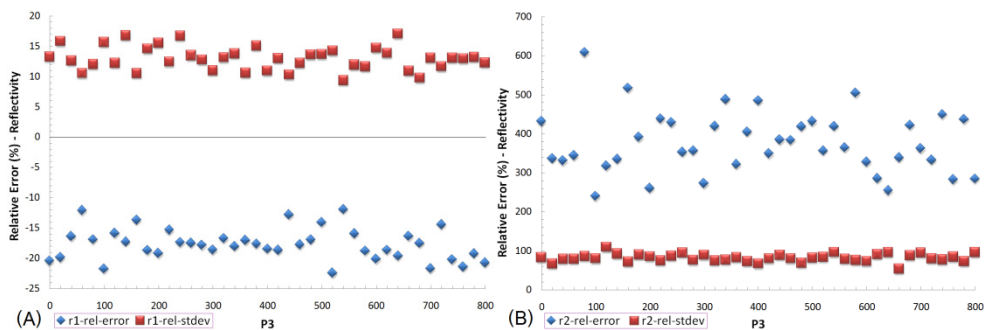 Relative Error (%) - Reflectivity
20
15
10
5
0
-5
-10
-15
-20
-25
0 100 200 300 400 500 600 700 800
P3
(A)
r1-rel-error r1-rel-stdev
Relative Error (%) - Reflectivity
700
600
500
400
300
200
100
0
0 100 200 300 400 500 600 700 800
P3
(B)
r2-rel-error r2-rel-stdev